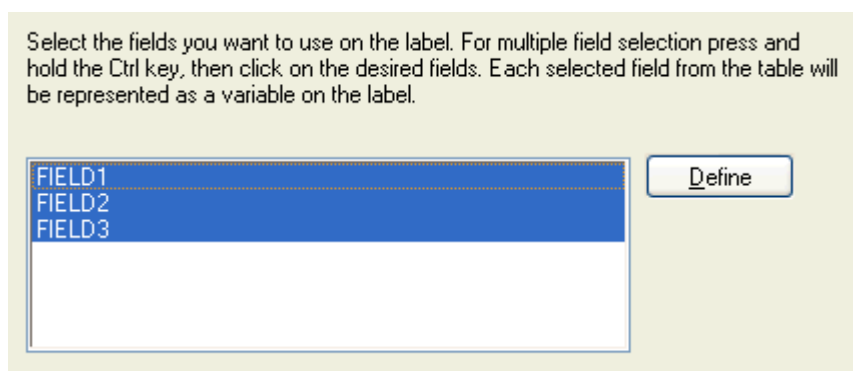 Select the fields you want to use on the label. For multiple field selection press and
hold the Ctrl key, then click on the desired fields. Each selected field from the table will
be represented as a variable on the label.
FIELD1
Define
FIELD2
FIELD3